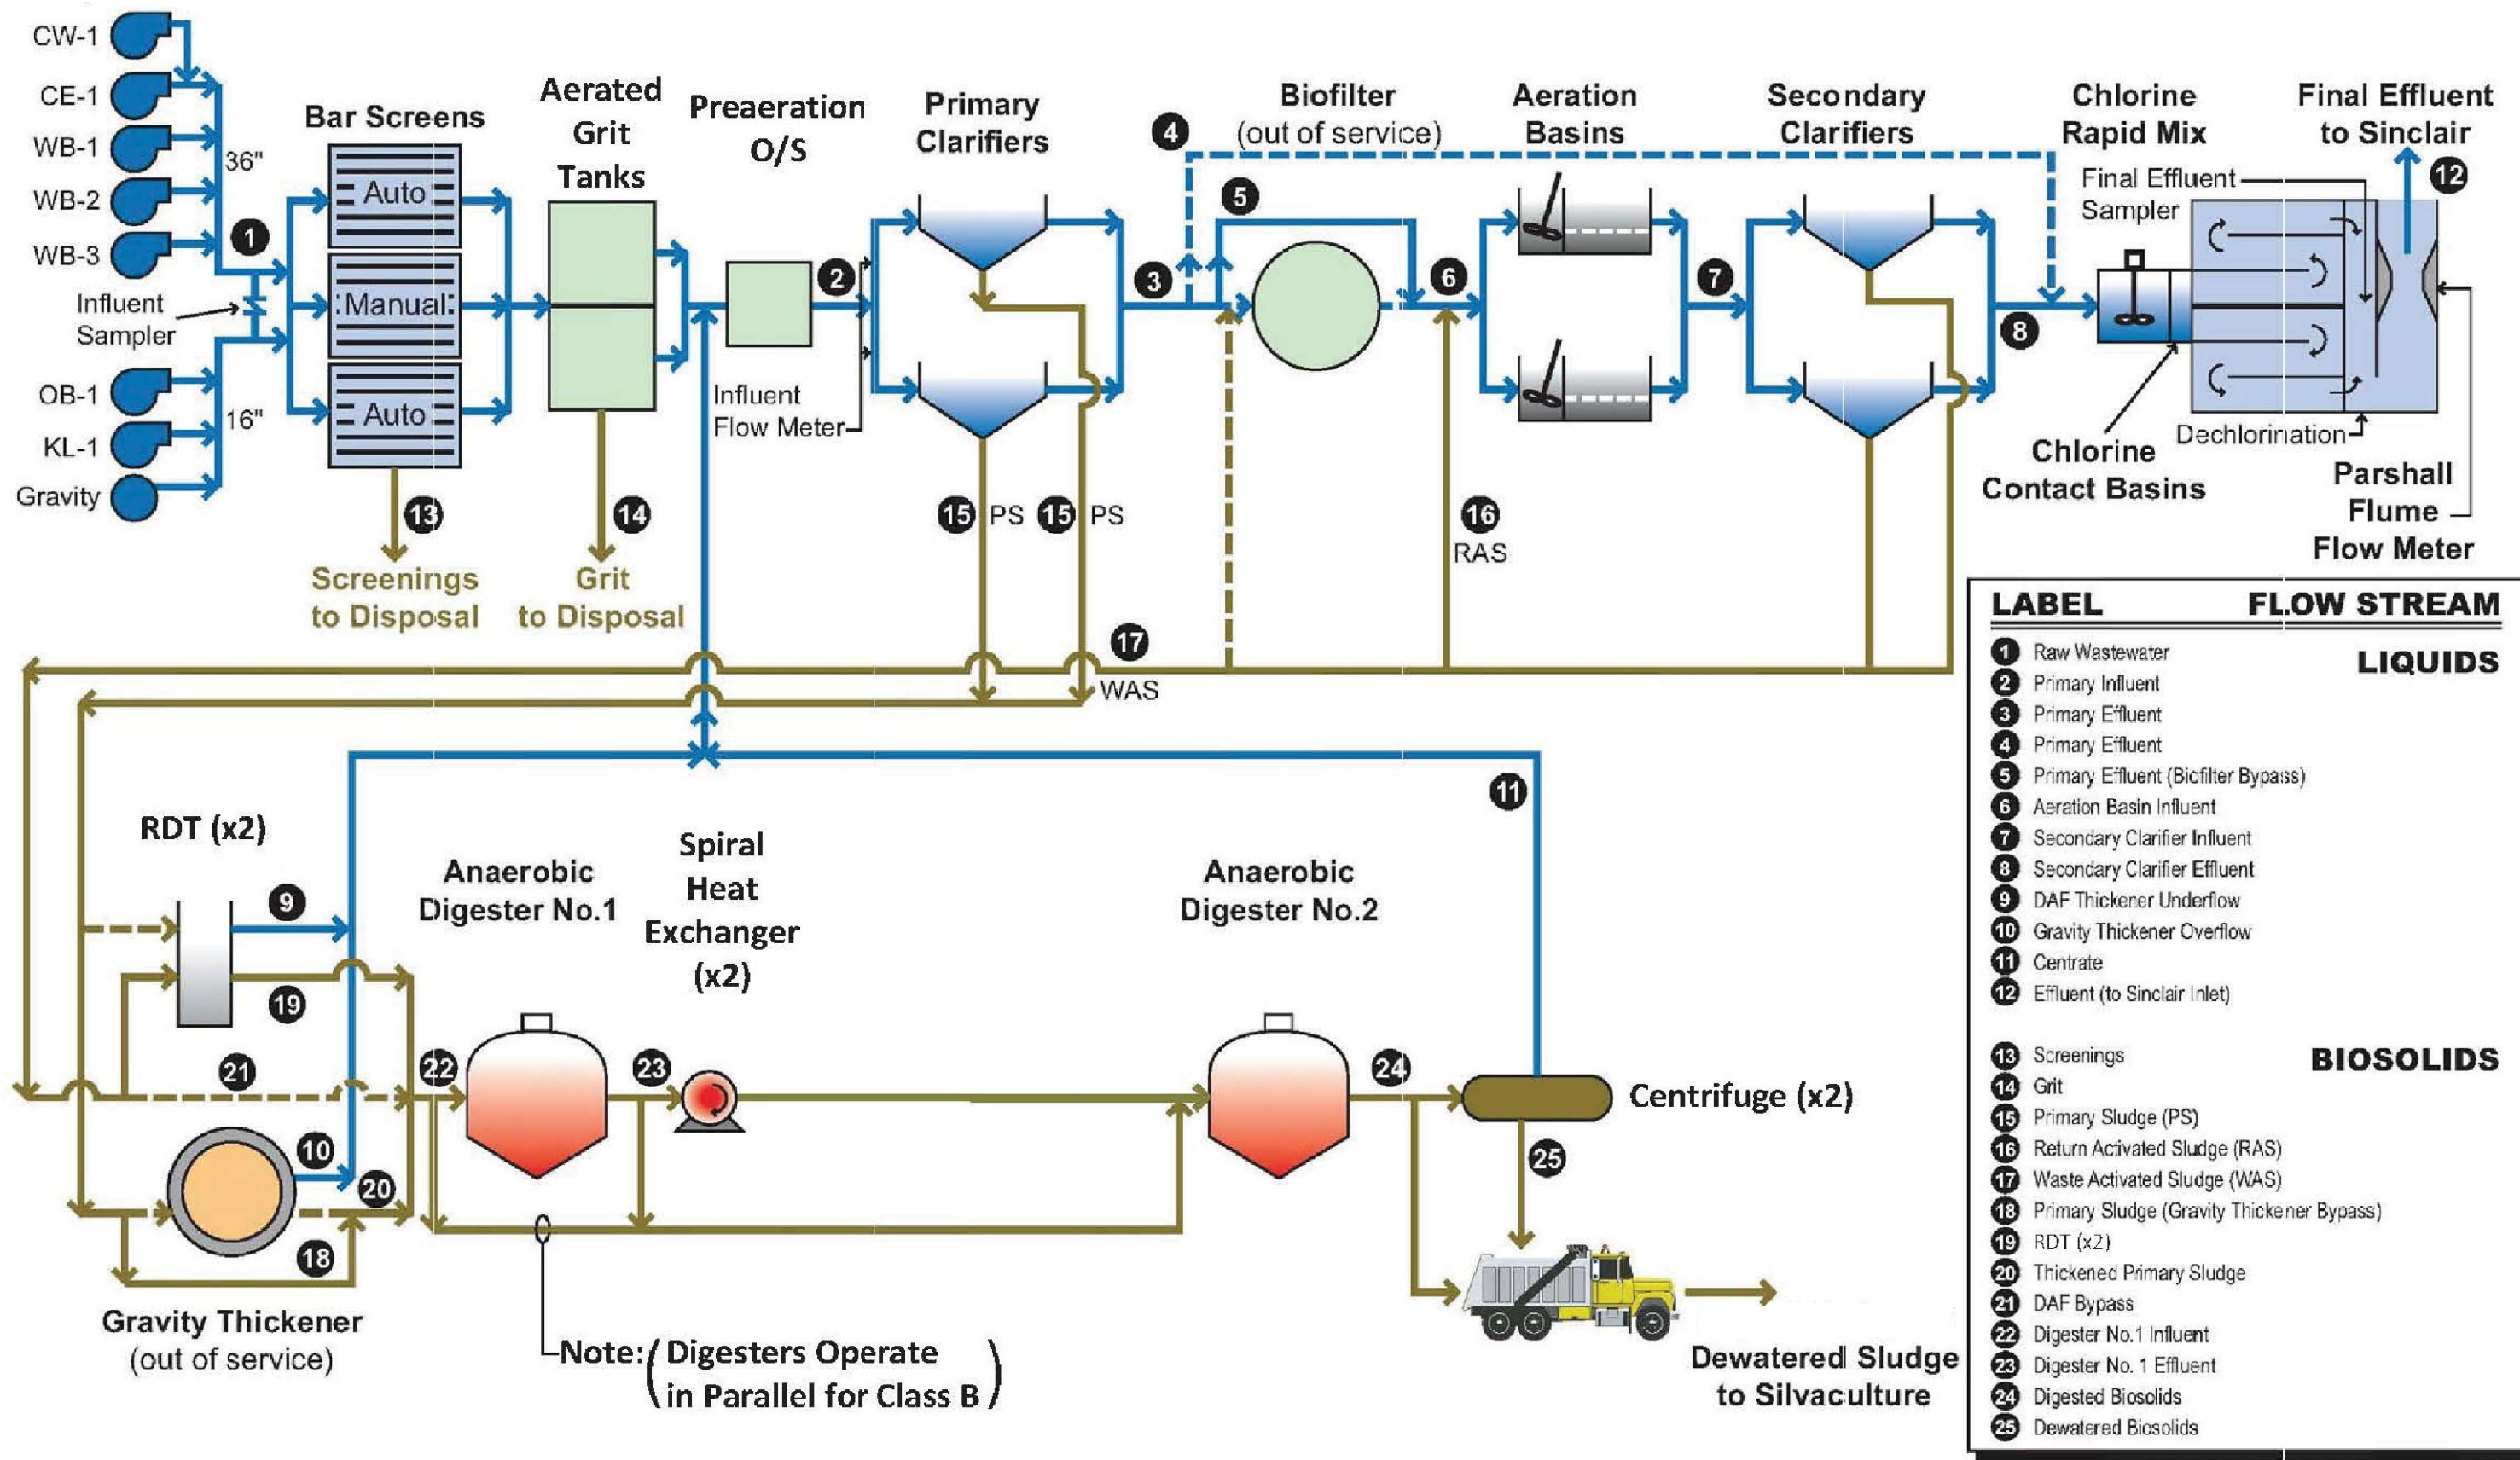 CW-1
CE-1
WB-1
WB-2
WB-3
36"
1
Influent
Sampler
OB-1
KL-1
Gravity
16"
Bar Screens
Auto
Manual
Auto
13
Screenings
to Disposal
Aerated
Grit
Tanks
14
Grit
to Disposal
Preaeration
O/S
2
Influent
Flow Meter
Primary
Clarifiers
15 PS
15 PS
3
4
5
Biofilter
(out of service)
6
16
RAS
Aeration
Basins
7
Secondary
Clarifiers
8
Chlorine
Rapid Mix
Final Effluent
to Sinclair
12
Final Effluent
Sampler
Dechlorination
Chlorine
Contact Basins
Parshall
Flume
Flow Meter
17
WAS
11
RDT (x2)
9
19
21
10
20
18
Gravity Thickener
(out of service)
22
Anaerobic
Digester No.1
23
Spiral
Heat
Exchanger
(x2)
Anaerobic
Digester No.2
24
Centrifuge (x2)
25
Note: (Digesters Operate
in Parallel for Class B)
Dewatered Sludge
to Silvaculture
LABEL FLOW STREAM
LIQUIDS
1 Raw Wastewater
2 Primary Influent
3 Primary Effluent
4 Primary Effluent
5 Primary Effluent (Biofilter Bypass)
6 Aeration Basin Influent
7 Secondary Clarifier Influent
8 Secondary Clarifier Effluent
9 DAF Thickener Underflow
10 Gravity Thickener Overflow
11 Centrate
12 Effluent (to Sinclair Inlet)
BIOSOLIDS
13 Screenings
14 Grit
15 Primary Sludge (PS)
16 Return Activated Sludge (RAS)
17 Waste Activated Sludge (WAS)
18 Primary Sludge (Gravity Thickener Bypass)
19 RDT (x2)
20 Thickened Primary Sludge
21 DAF Bypass
22 Digester No.1 Influent
23 Digester No. 1 Effluent
24 Digested Biosolids
25 Dewatered Biosolids